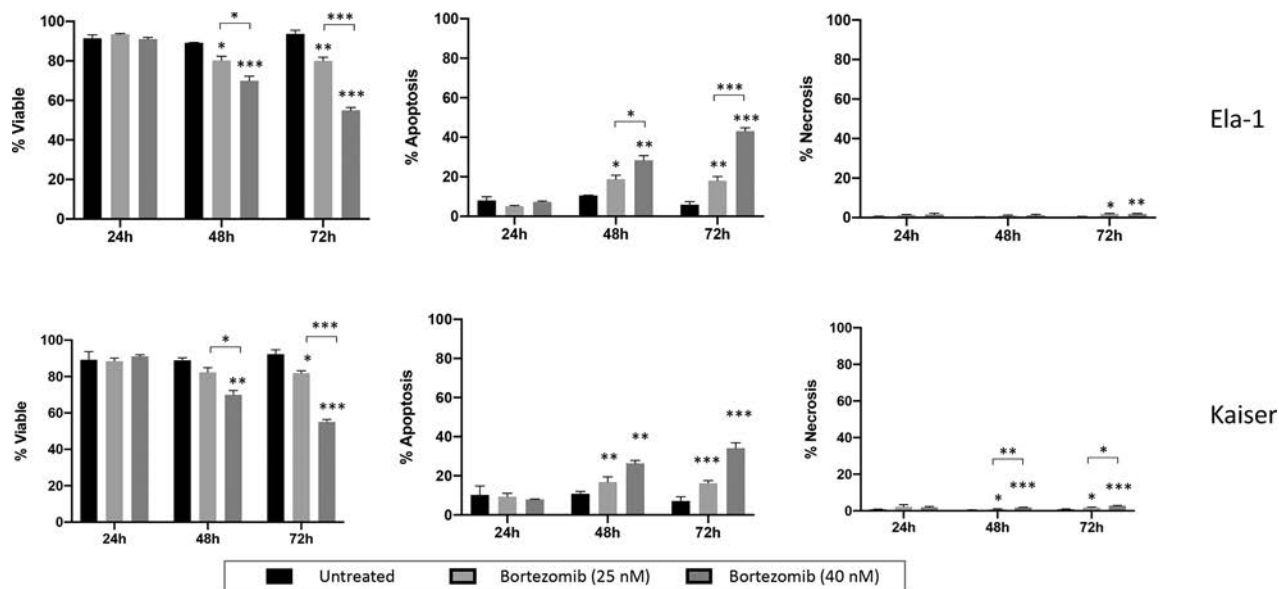 % Viable
100
80
60
40
20
0
*
***
*
***
**
***
24h
48h
72h
% Apoptosis
100
80
60
40
20
0
*
***
*
**
**
***
24h
48h
72h
% Necrosis
100
80
60
40
20
0
*
**
24h
48h
72h
Ela-1
% Viable
100
80
60
40
20
0
*
***
**
*
***
24h
48h
72h
% Apoptosis
100
80
60
40
20
0
**
**
***
***
24h
48h
72h
% Necrosis
100
80
60
40
20
0
**
*
*
***
*
***
24h
48h
72h
Kaiser
Untreated Bortezomib (25 nM) Bortezomib (40 nM)